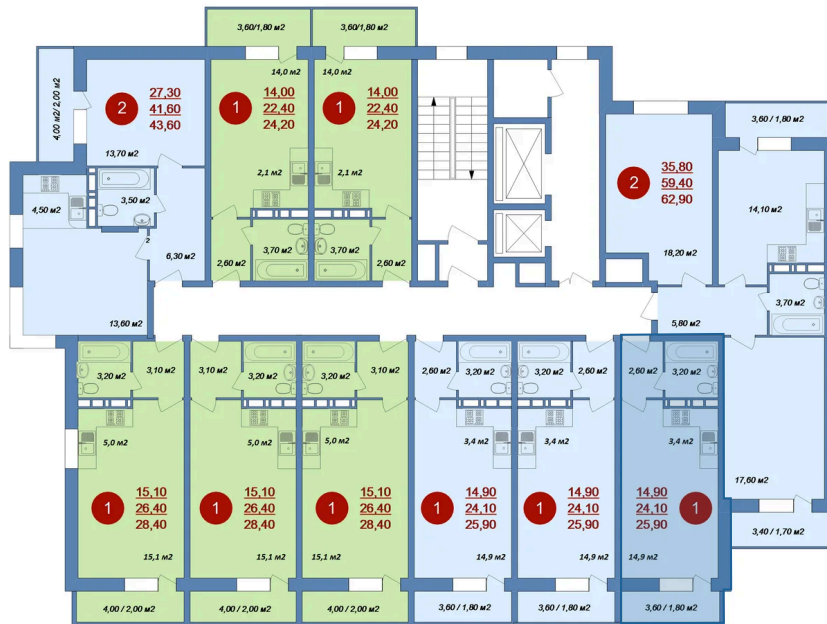 3,60/1,80 м2
3,60/1,80 м2
4,00 м2/ 2,00 м2
2
27,30
41,60
43,60
13,70 м2
14,0 м2
1
14,00
22,40
24,20
2,1 м2
14,0 м2
1
14,00
22,40
24,20
2,1 м2
3,60 / 1,80 м2
2
35,80
59,40
62,90
18,20 м2
14,10 м2
4,50 м2
3,50 м2
2
6,30 м2
13,60 м2
2,60 м2
3,70 м2
3,70 м2
2,60 м2
5,80 м2
3,70 м2
3,20 м2
3,10 м2
3,10 м2
3,20 м2
3,20 м2
3,10 м2
2,60 м2
3,20 м2
3,20 м2
2,60 м2
2,60 м2
3,20 м2
5,0 м2
5,0 м2
5,0 м2
3,4 м2
3,4 м2
3,4 м2
17,60 м2
1
15,10
26,40
28,40
1
15,10
26,40
28,40
1
15,10
26,40
28,40
1
14,90
24,10
25,90
1
14,90
24,10
25,90
14,90
24,10
25,90
1
15,1 м2
15,1 м2
15,1 м2
14,9 м2
14,9 м2
14,9 м2
3,40 / 1,70 м2
4,00 / 2,00 м2
4,00 / 2,00 м2
4,00 / 2,00 м2
3,60 / 1,80 м2
3,60 / 1,80 м2
3,60 / 1,80 м2